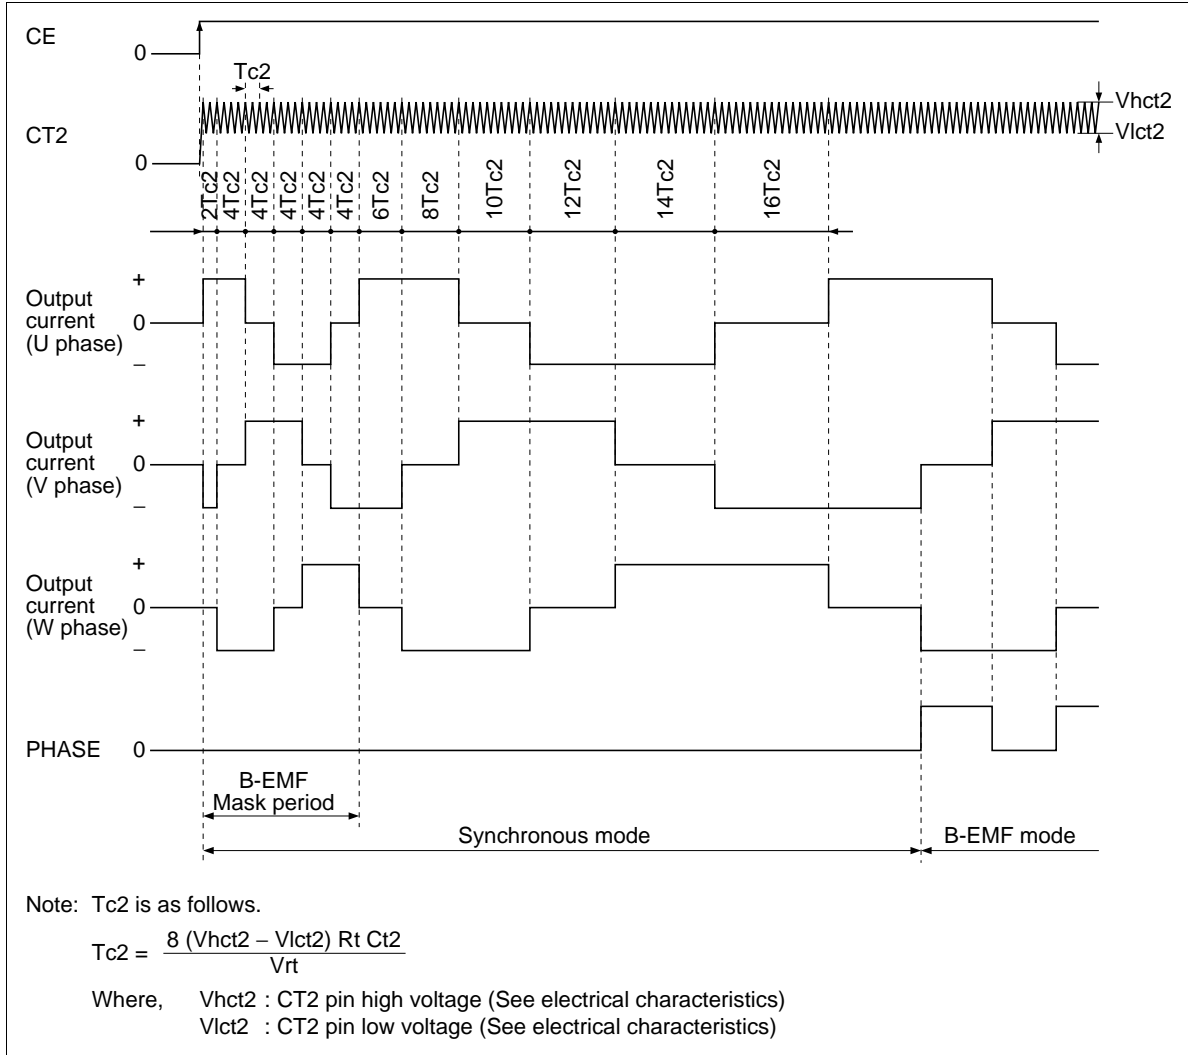 CE
0
Tc2
CT2
0
Vhct2
Vlct2
2Tc2
4Tc2
4Tc2
4Tc2
4Tc2
4Tc2
6Tc2
8Tc2
10Tc2
12Tc2
14Tc2
16Tc2
Output
current
(U phase)
+
0
−
Output
current
(V phase)
+
0
−
Output
current
(W phase)
+
0
−
PHASE
0
B-EMF
Mask period
Synchronous mode
B-EMF mode
Note: Tc2 is as follows.
Tc2 = 8 (Vhct2 − Vlct2) Rt Ct2
Vrt
Where, Vhct2 : CT2 pin high voltage (See electrical characteristics)
Vlct2 : CT2 pin low voltage (See electrical characteristics)